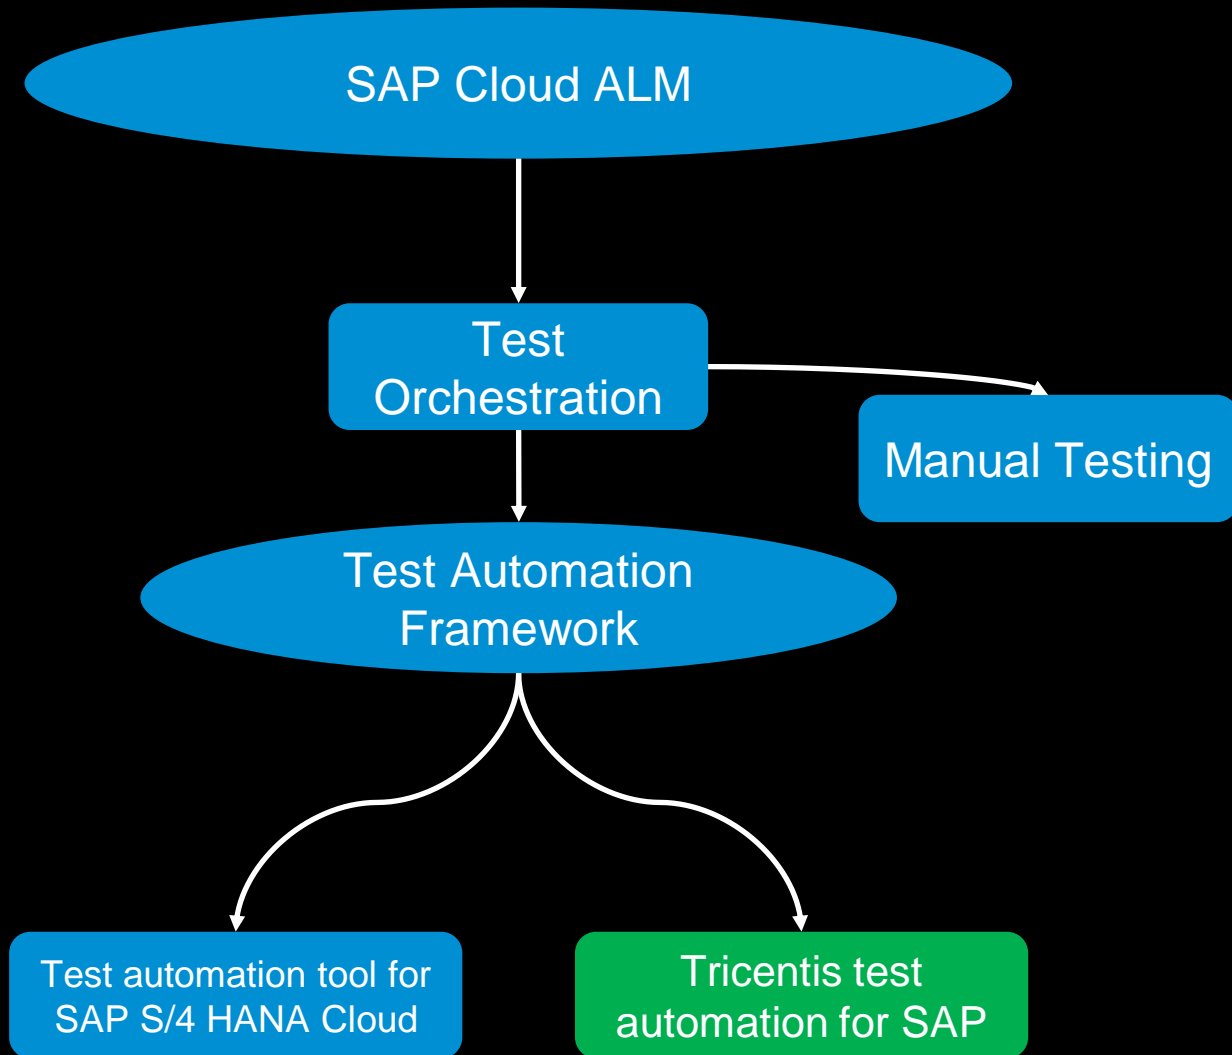 SAP Cloud ALM
Test
Orchestration
Manual Testing
Test Automation
Framework
Test automation tool for
SAP S/4 HANA Cloud
Tricentis test
automation for SAP